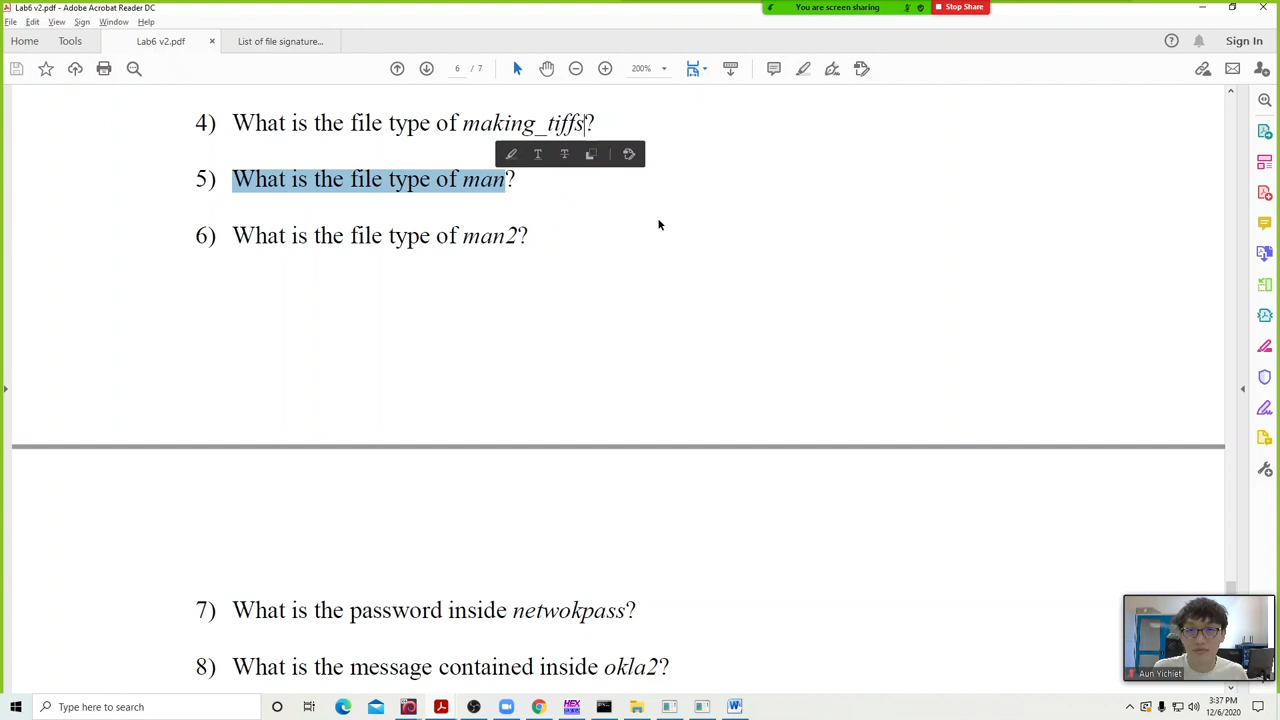 Lab6 v2.pdf - Adobe Acrobat Reader DC
You are screen sharing
Stop Share
File Edit View Sign Window Help
Home Tools Lab6 v2.pdf × List of file signature... Sign In
6 / 7 200%
4) What is the file type of making_tiffs?
5) What is the file type of man?
6) What is the file type of man2?
7) What is the password inside netwokpass?
8) What is the message contained inside okla2?
Aun Yichiet
Type here to search
HEX
3:37 PM
12/6/2020